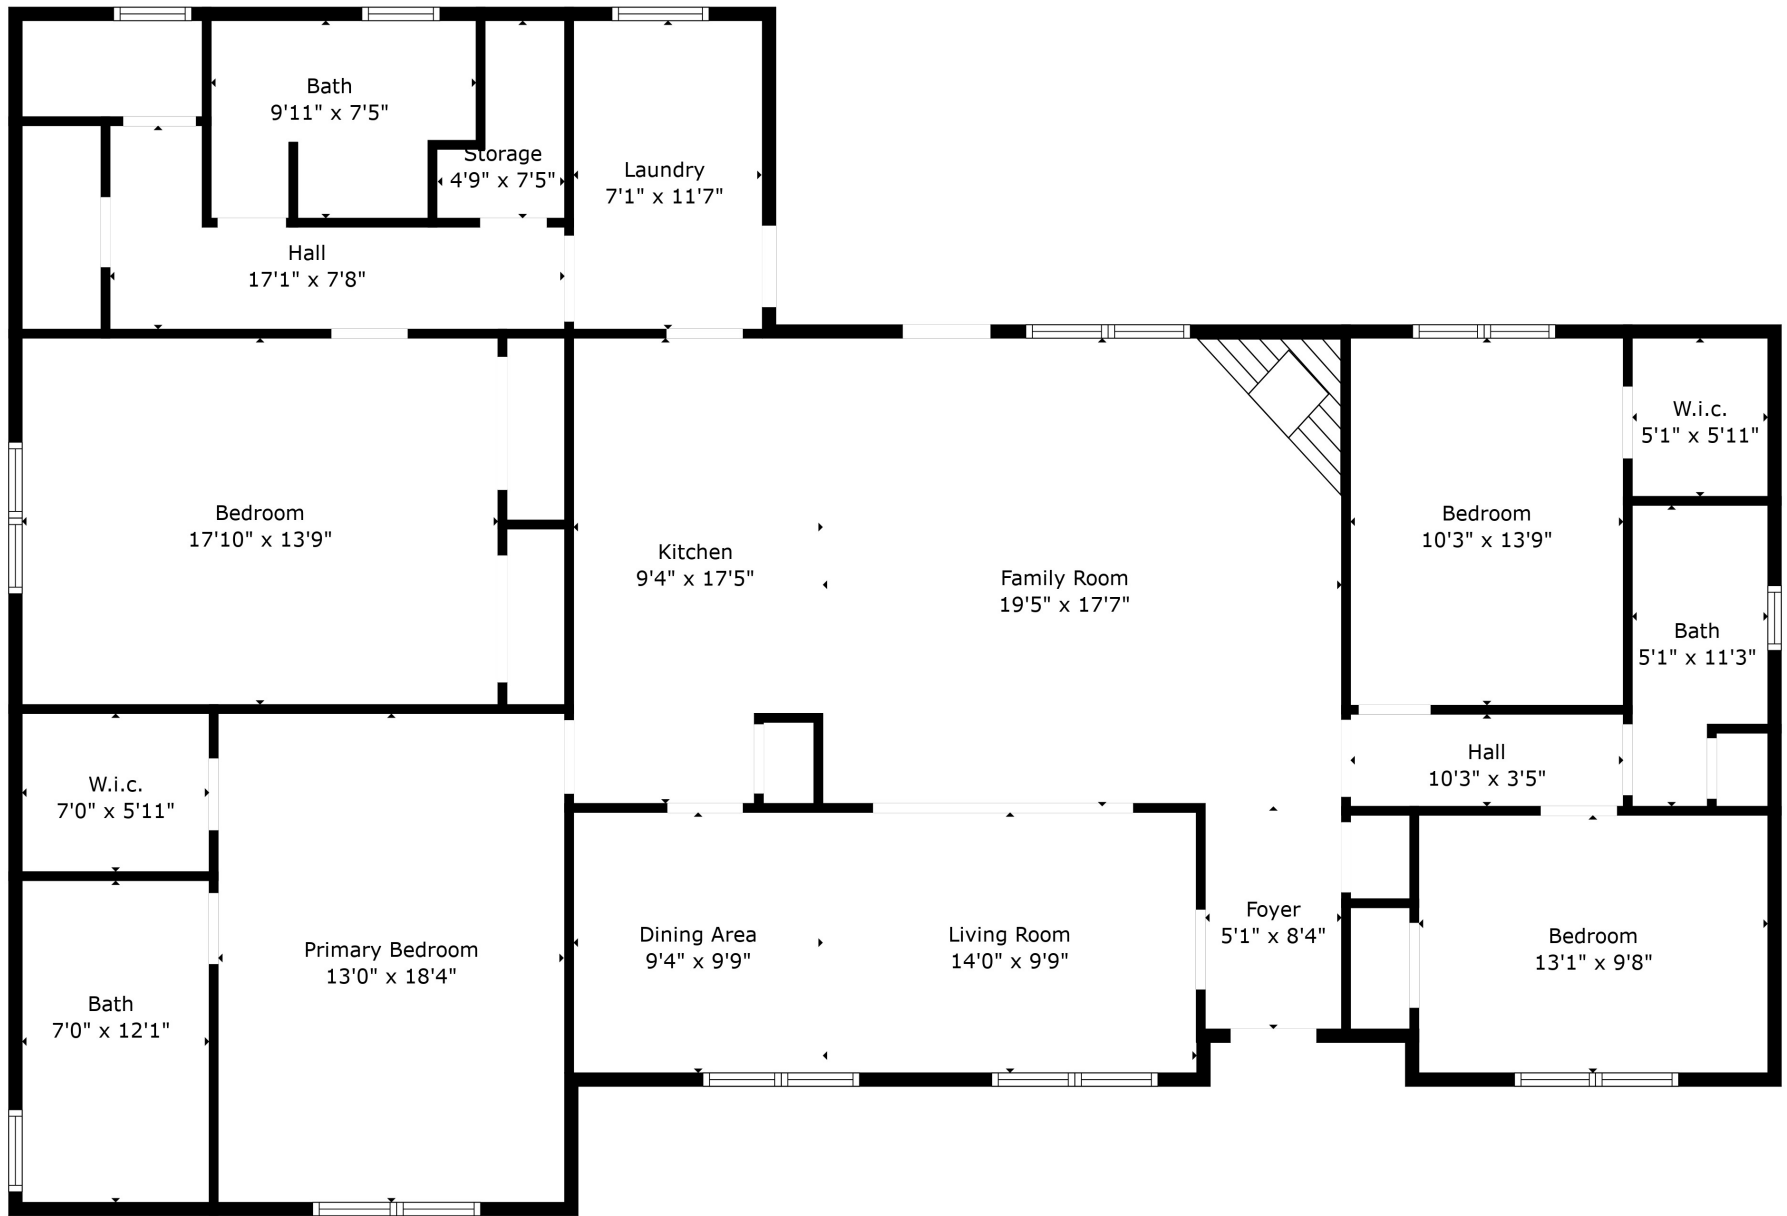 Bath
9'11" x 7'5"
Storage
4'9" x 7'5"
Laundry
7'1" x 11'7"
Hall
17'1" x 7'8"
Bedroom
17'10" x 13'9"
Kitchen
9'4" x 17'5"
Family Room
19'5" x 17'7"
Bedroom
10'3" x 13'9"
W.i.c.
5'1" x 5'11"
Bath
5'1" x 11'3"
Hall
10'3" x 3'5"
W.i.c.
7'0" x 5'11"
Bath
7'0" x 12'1"
Primary Bedroom
13'0" x 18'4"
Dining Area
9'4" x 9'9"
Living Room
14'0" x 9'9"
Foyer
5'1" x 8'4"
Bedroom
13'1" x 9'8"